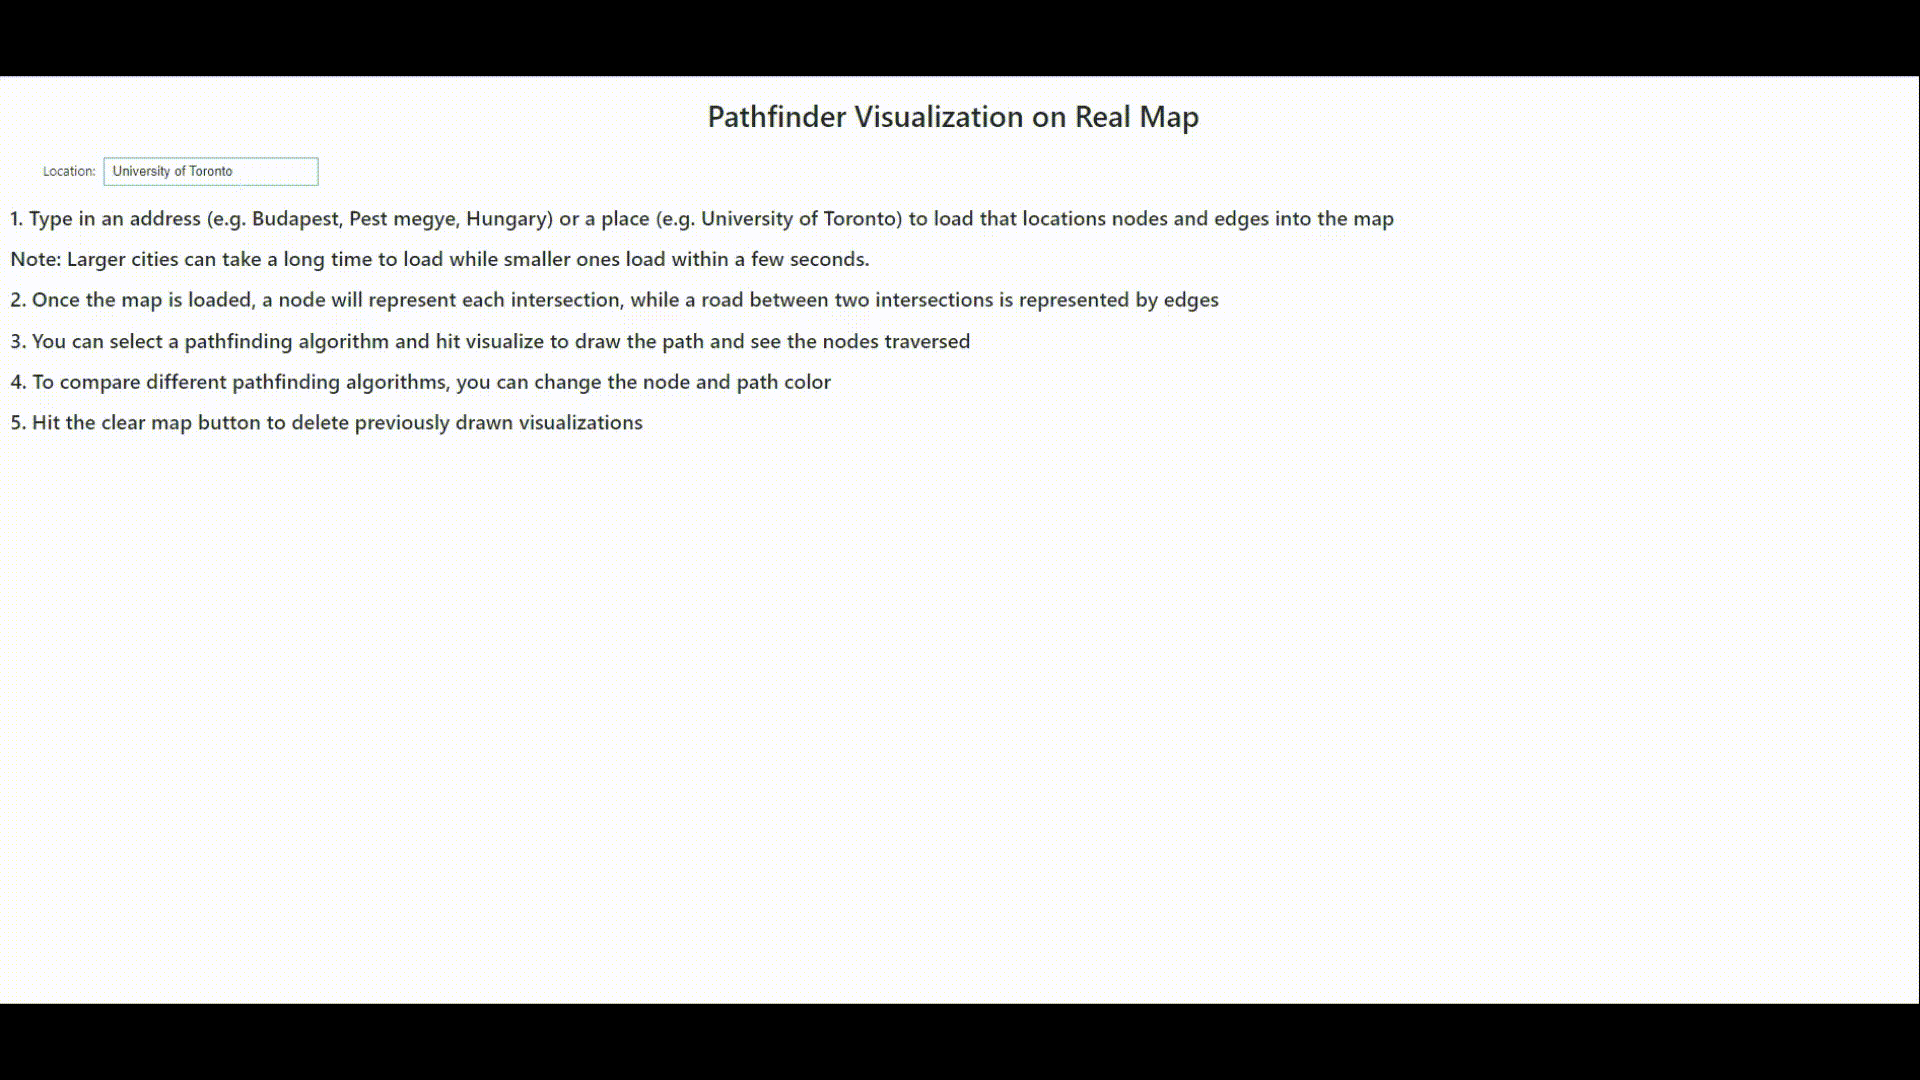 Pathfinder Visualization on Real Map
Location: University of Toronto
1. Type in an address (e.g. Budapest, Pest megye, Hungary) or a place (e.g. University of Toronto) to load that locations nodes and edges into the map
Note: Larger cities can take a long time to load while smaller ones load within a few seconds.
2. Once the map is loaded, a node will represent each intersection, while a road between two intersections is represented by edges
3. You can select a pathfinding algorithm and hit visualize to draw the path and see the nodes traversed
4. To compare different pathfinding algorithms, you can change the node and path color
5. Hit the clear map button to delete previously drawn visualizations